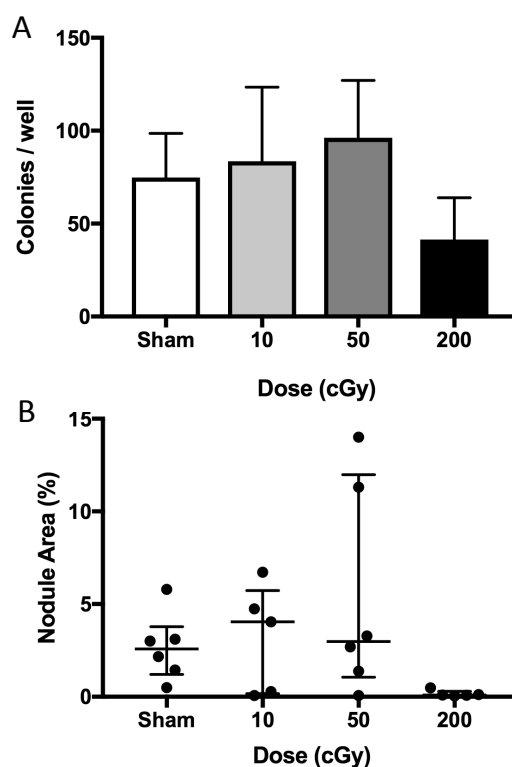 A
150
100
50
0
Colonies / well
Sham 10 50 200
Dose (cGy)
B
15
10
5
0
Nodule Area (%)
Sham 10 50 200
Dose (cGy)